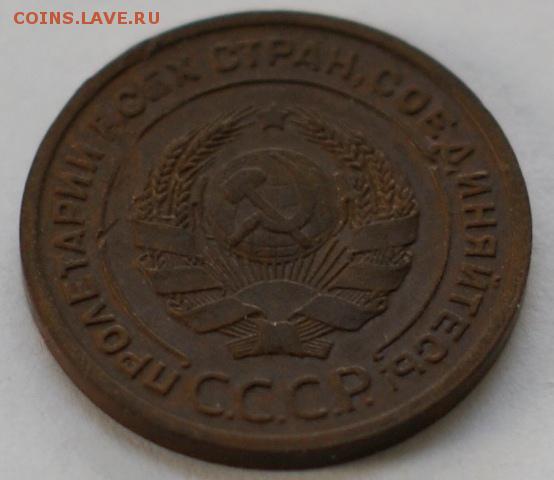 COINS.LAVE.RU
ПРОЛЕТАРИИ ВСЕХ СТРАН, СОЕДИНЯЙТЕСЬ
С.С.С.Р.